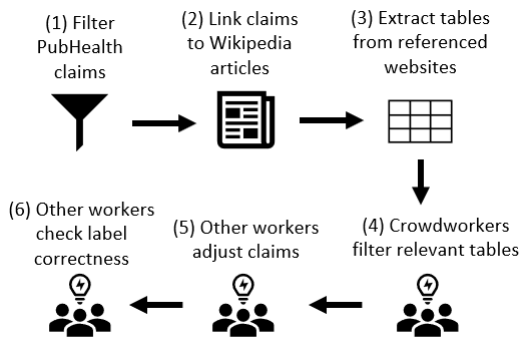 (1) Filter
PubHealth
claims
(2) Link claims
to Wikipedia
articles
(3) Extract tables
from referenced
websites
(4) Crowdworkers
filter relevant tables
(5) Other workers
adjust claims
(6) Other workers
check label
correctness